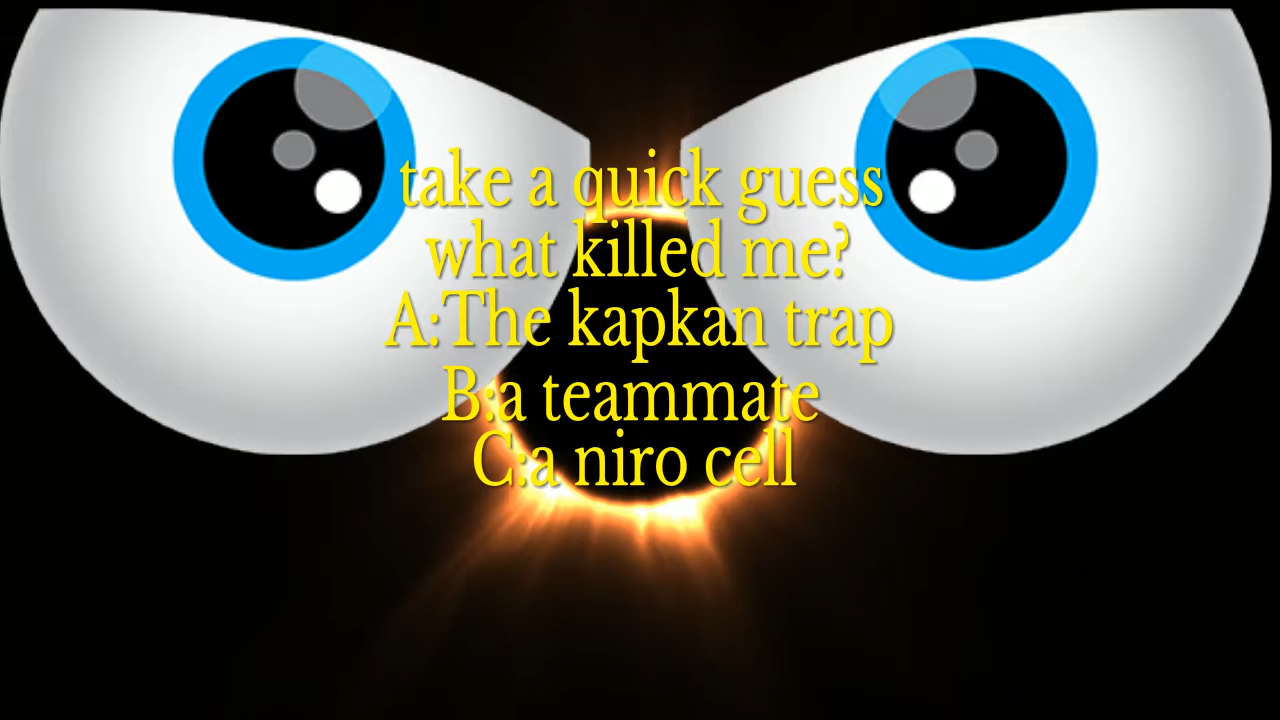 take a quick guess
what killed me?
A:The kapkan trap
B:a teammate
C:a niro cell